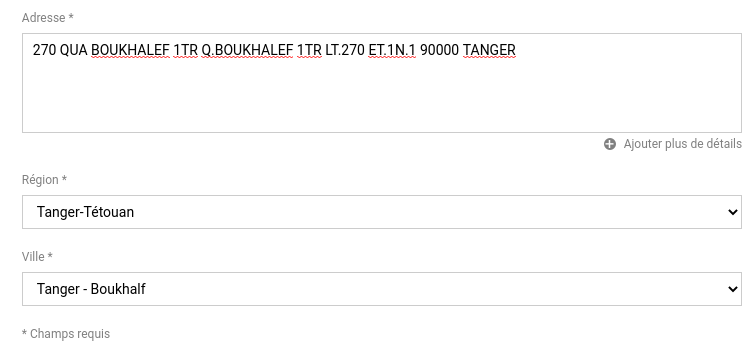 Adresse *
270 QUA BOUKHALEF 1TR Q.BOUKHALEF 1TR LT.270 ET.1N.1 90000 TANGER
Ajouter plus de détails
Région *
Tanger-Tétouan
Ville *
Tanger - Boukhalf
* Champs requis